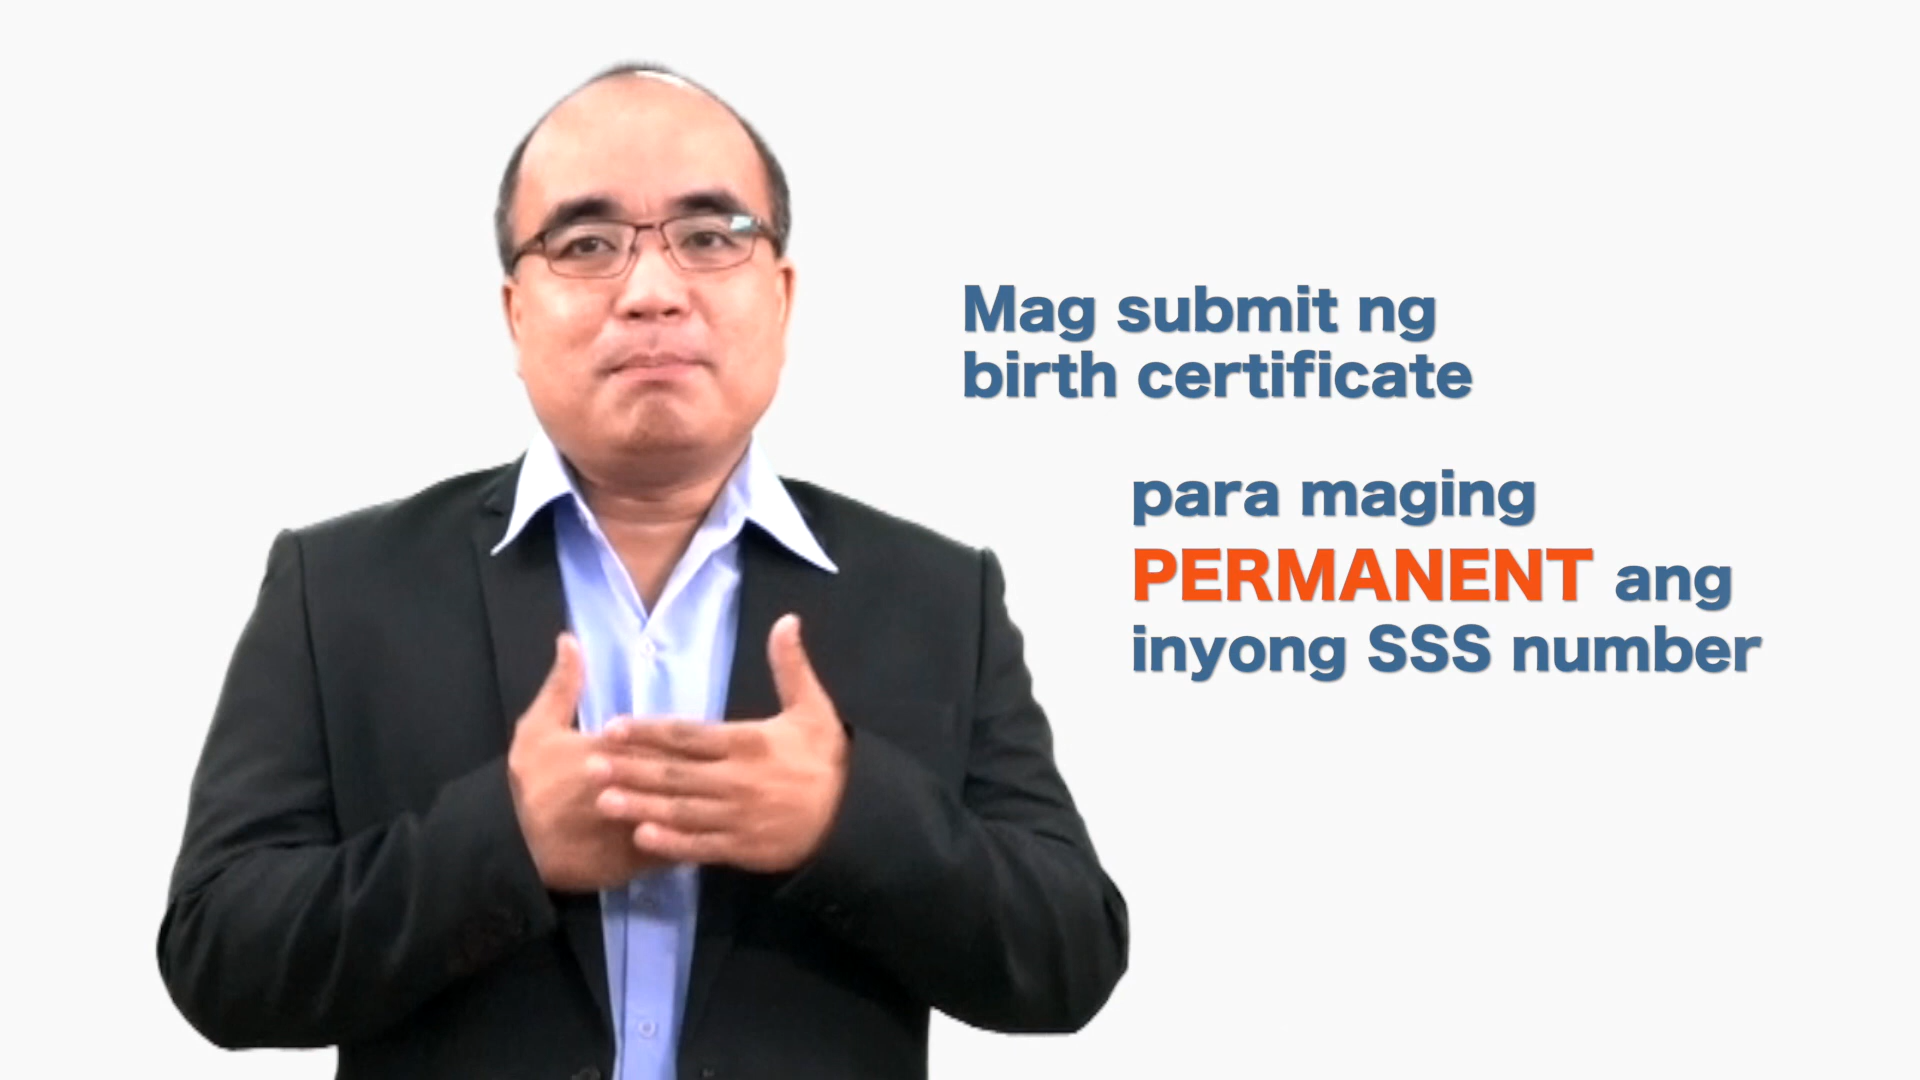 Mag submit ng
birth certificate
para maging
PERMANENT ang
inyong SSS number